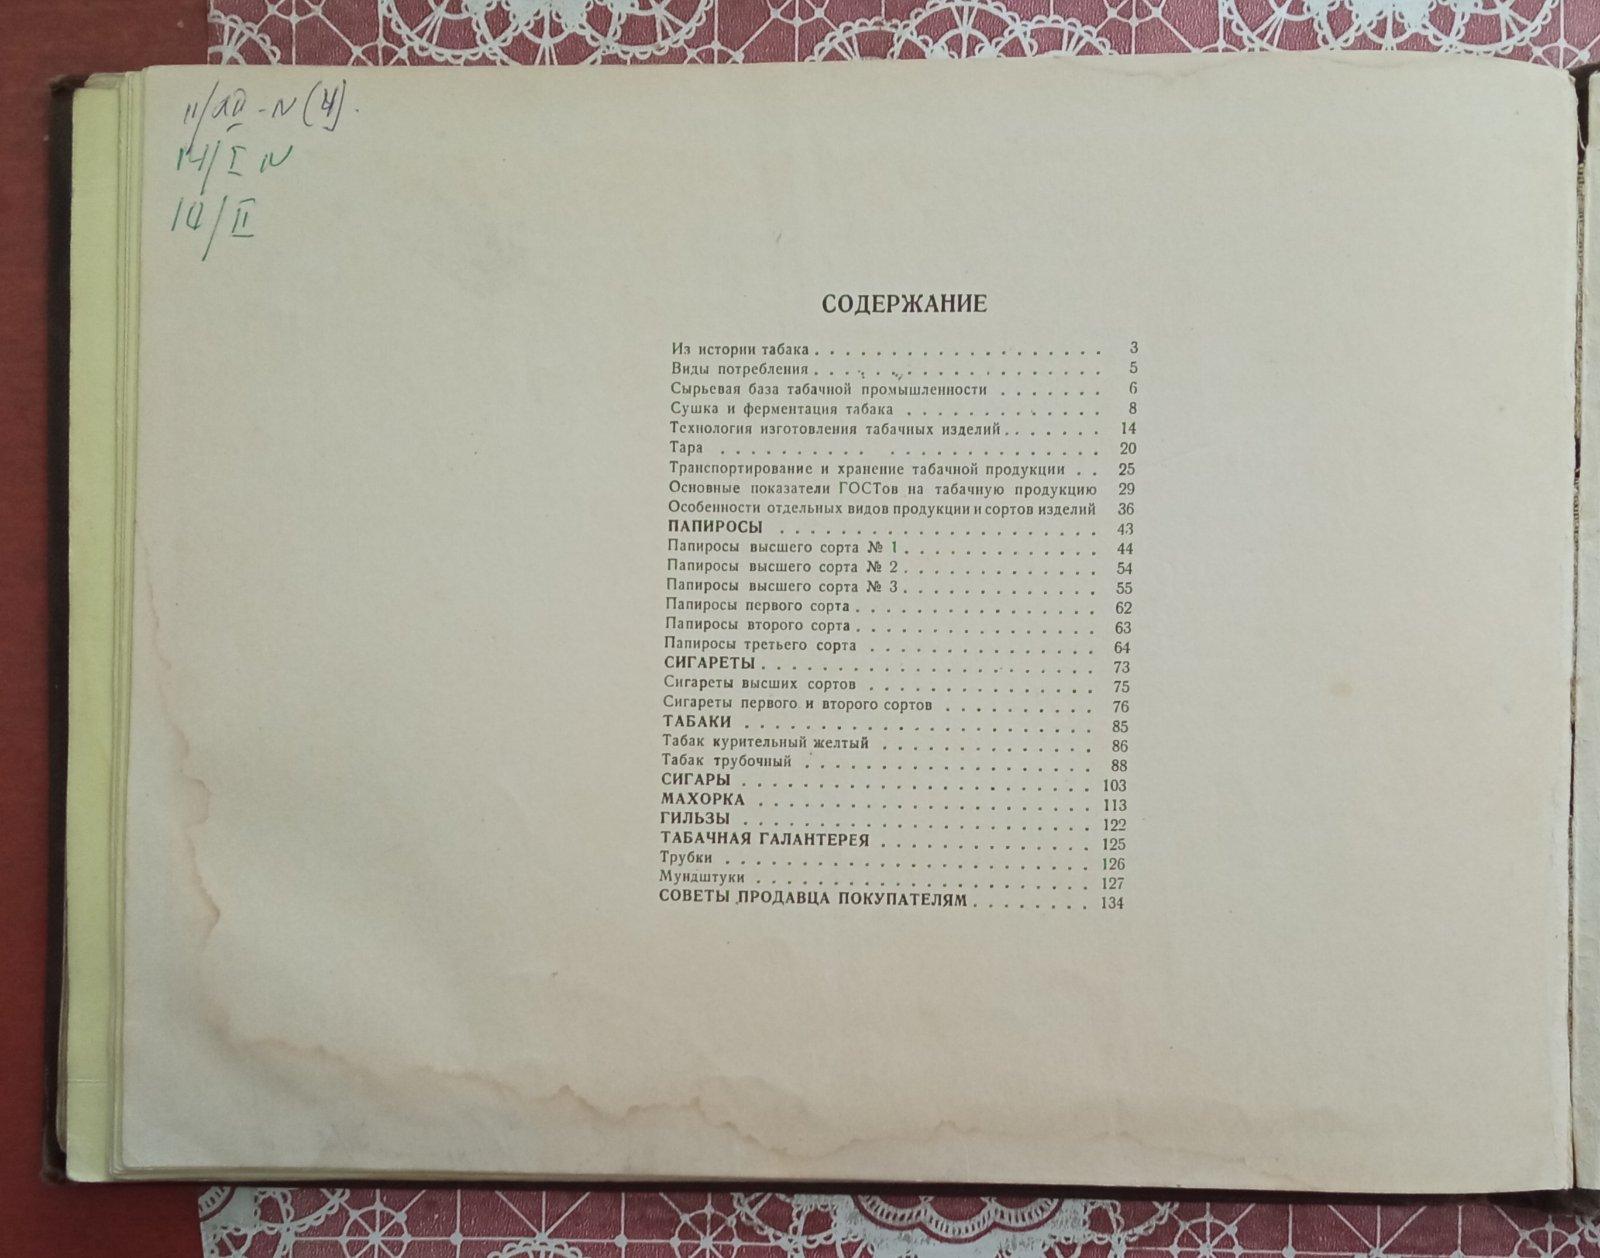 14/I N
14/II
СОДЕРЖАНИЕ
Из истории табака . . . . . . . . . . . . . . . . . . . 3
Виды потребления . . . . . . . . . . . . . . . . . . . 5
Сырьевая база табачной промышленности . . . . . . . 6
Сушка и ферментация табака . . . . . . . . . . . . . 8
Технология изготовления табачных изделий . . . . . . . 14
Тара . . . . . . . . . . . . . . . . . . . . . . . . 20
Транспортирование и хранение табачной продукции . . 25
Основные показатели ГОСТов на табачную продукцию 29
Особенности отдельных видов продукции и сортов изделий 36
ПАПИРОСЫ . . . . . . . . . . . . . . . . . . . . . 43
Папиросы высшего сорта № 1 . . . . . . . . . . . . . 44
Папиросы высшего сорта № 2 . . . . . . . . . . . . . 54
Папиросы высшего сорта № 3 . . . . . . . . . . . . . 55
Папиросы первого сорта . . . . . . . . . . . . . . . . 62
Папиросы второго сорта . . . . . . . . . . . . . . . . 63
Папиросы третьего сорта . . . . . . . . . . . . . . . 64
СИГАРЕТЫ . . . . . . . . . . . . . . . . . . . . . . 73
Сигареты высших сортов . . . . . . . . . . . . . . . 75
Сигареты первого и второго сортов . . . . . . . . . . 76
ТАБАКИ . . . . . . . . . . . . . . . . . . . . . . . 85
Табак курительный желтый . . . . . . . . . . . . . . 86
Табак трубочный . . . . . . . . . . . . . . . . . . . 88
СИГАРЫ . . . . . . . . . . . . . . . . . . . . . . . 103
МАХОРКА . . . . . . . . . . . . . . . . . . . . . . 113
ГИЛЬЗЫ . . . . . . . . . . . . . . . . . . . . . . . 122
ТАБАЧНАЯ ГАЛАНТЕРЕЯ . . . . . . . . . . . . . . 125
Трубки . . . . . . . . . . . . . . . . . . . . . . . . 126
Мундштуки . . . . . . . . . . . . . . . . . . . . . . 127
СОВЕТЫ ПРОДАВЦА ПОКУПАТЕЛЯМ . . . . . . . . 134